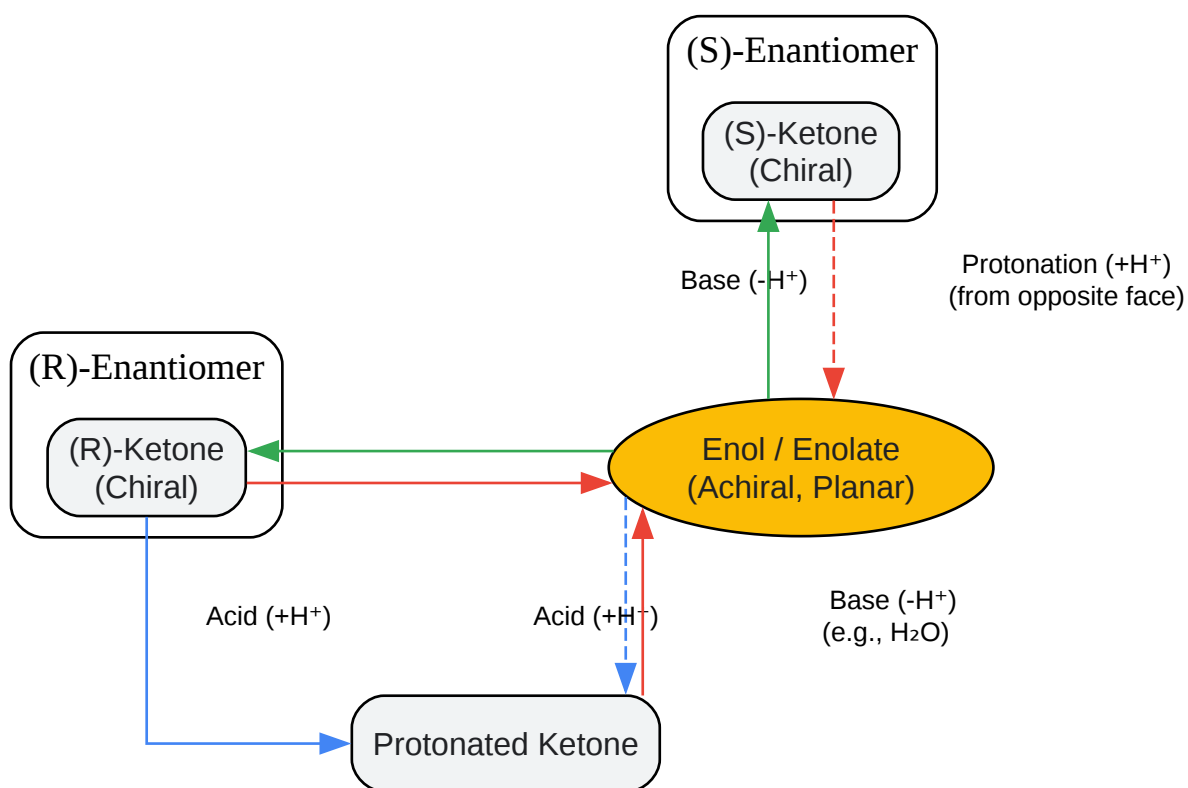 (S)-Enantiomer
(S)-Ketone
(Chiral)
Base (-H⁺)
Protonation (+H⁺)
(from opposite face)
(R)-Enantiomer
(R)-Ketone
(Chiral)
Enol / Enolate
(Achiral, Planar)
Acid (+H⁺)
Acid (+H⁺)
Base (-H⁺)
(e.g., H₂O)
Protonated Ketone